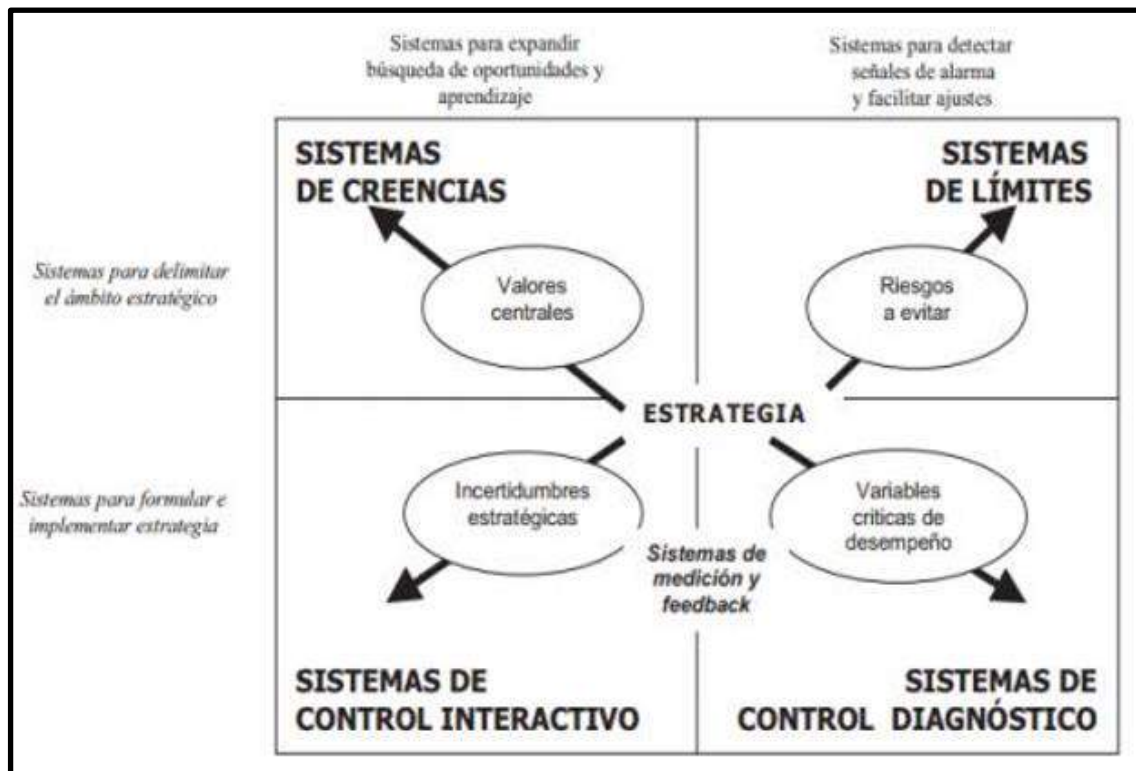 Sistemas para expandir
búsqueda de oportunidades y
aprendizaje
Sistemas para detectar
señales de alarma
y facilitar ajustes
SISTEMAS
DE CREENCIAS
SISTEMAS
DE LÍMITES
Sistemas para delimitar
el ámbito estratégico
Valores
centrales
Riesgos
a evitar
ESTRATEGIA
Sistemas para formular e
implementar estrategia
Incertidumbres
estratégicas
Variables
criticas de
desempeño
Sistemas de
medición y
feedback
SISTEMAS DE
CONTROL INTERACTIVO
SISTEMAS DE
CONTROL DIAGNÓSTICO